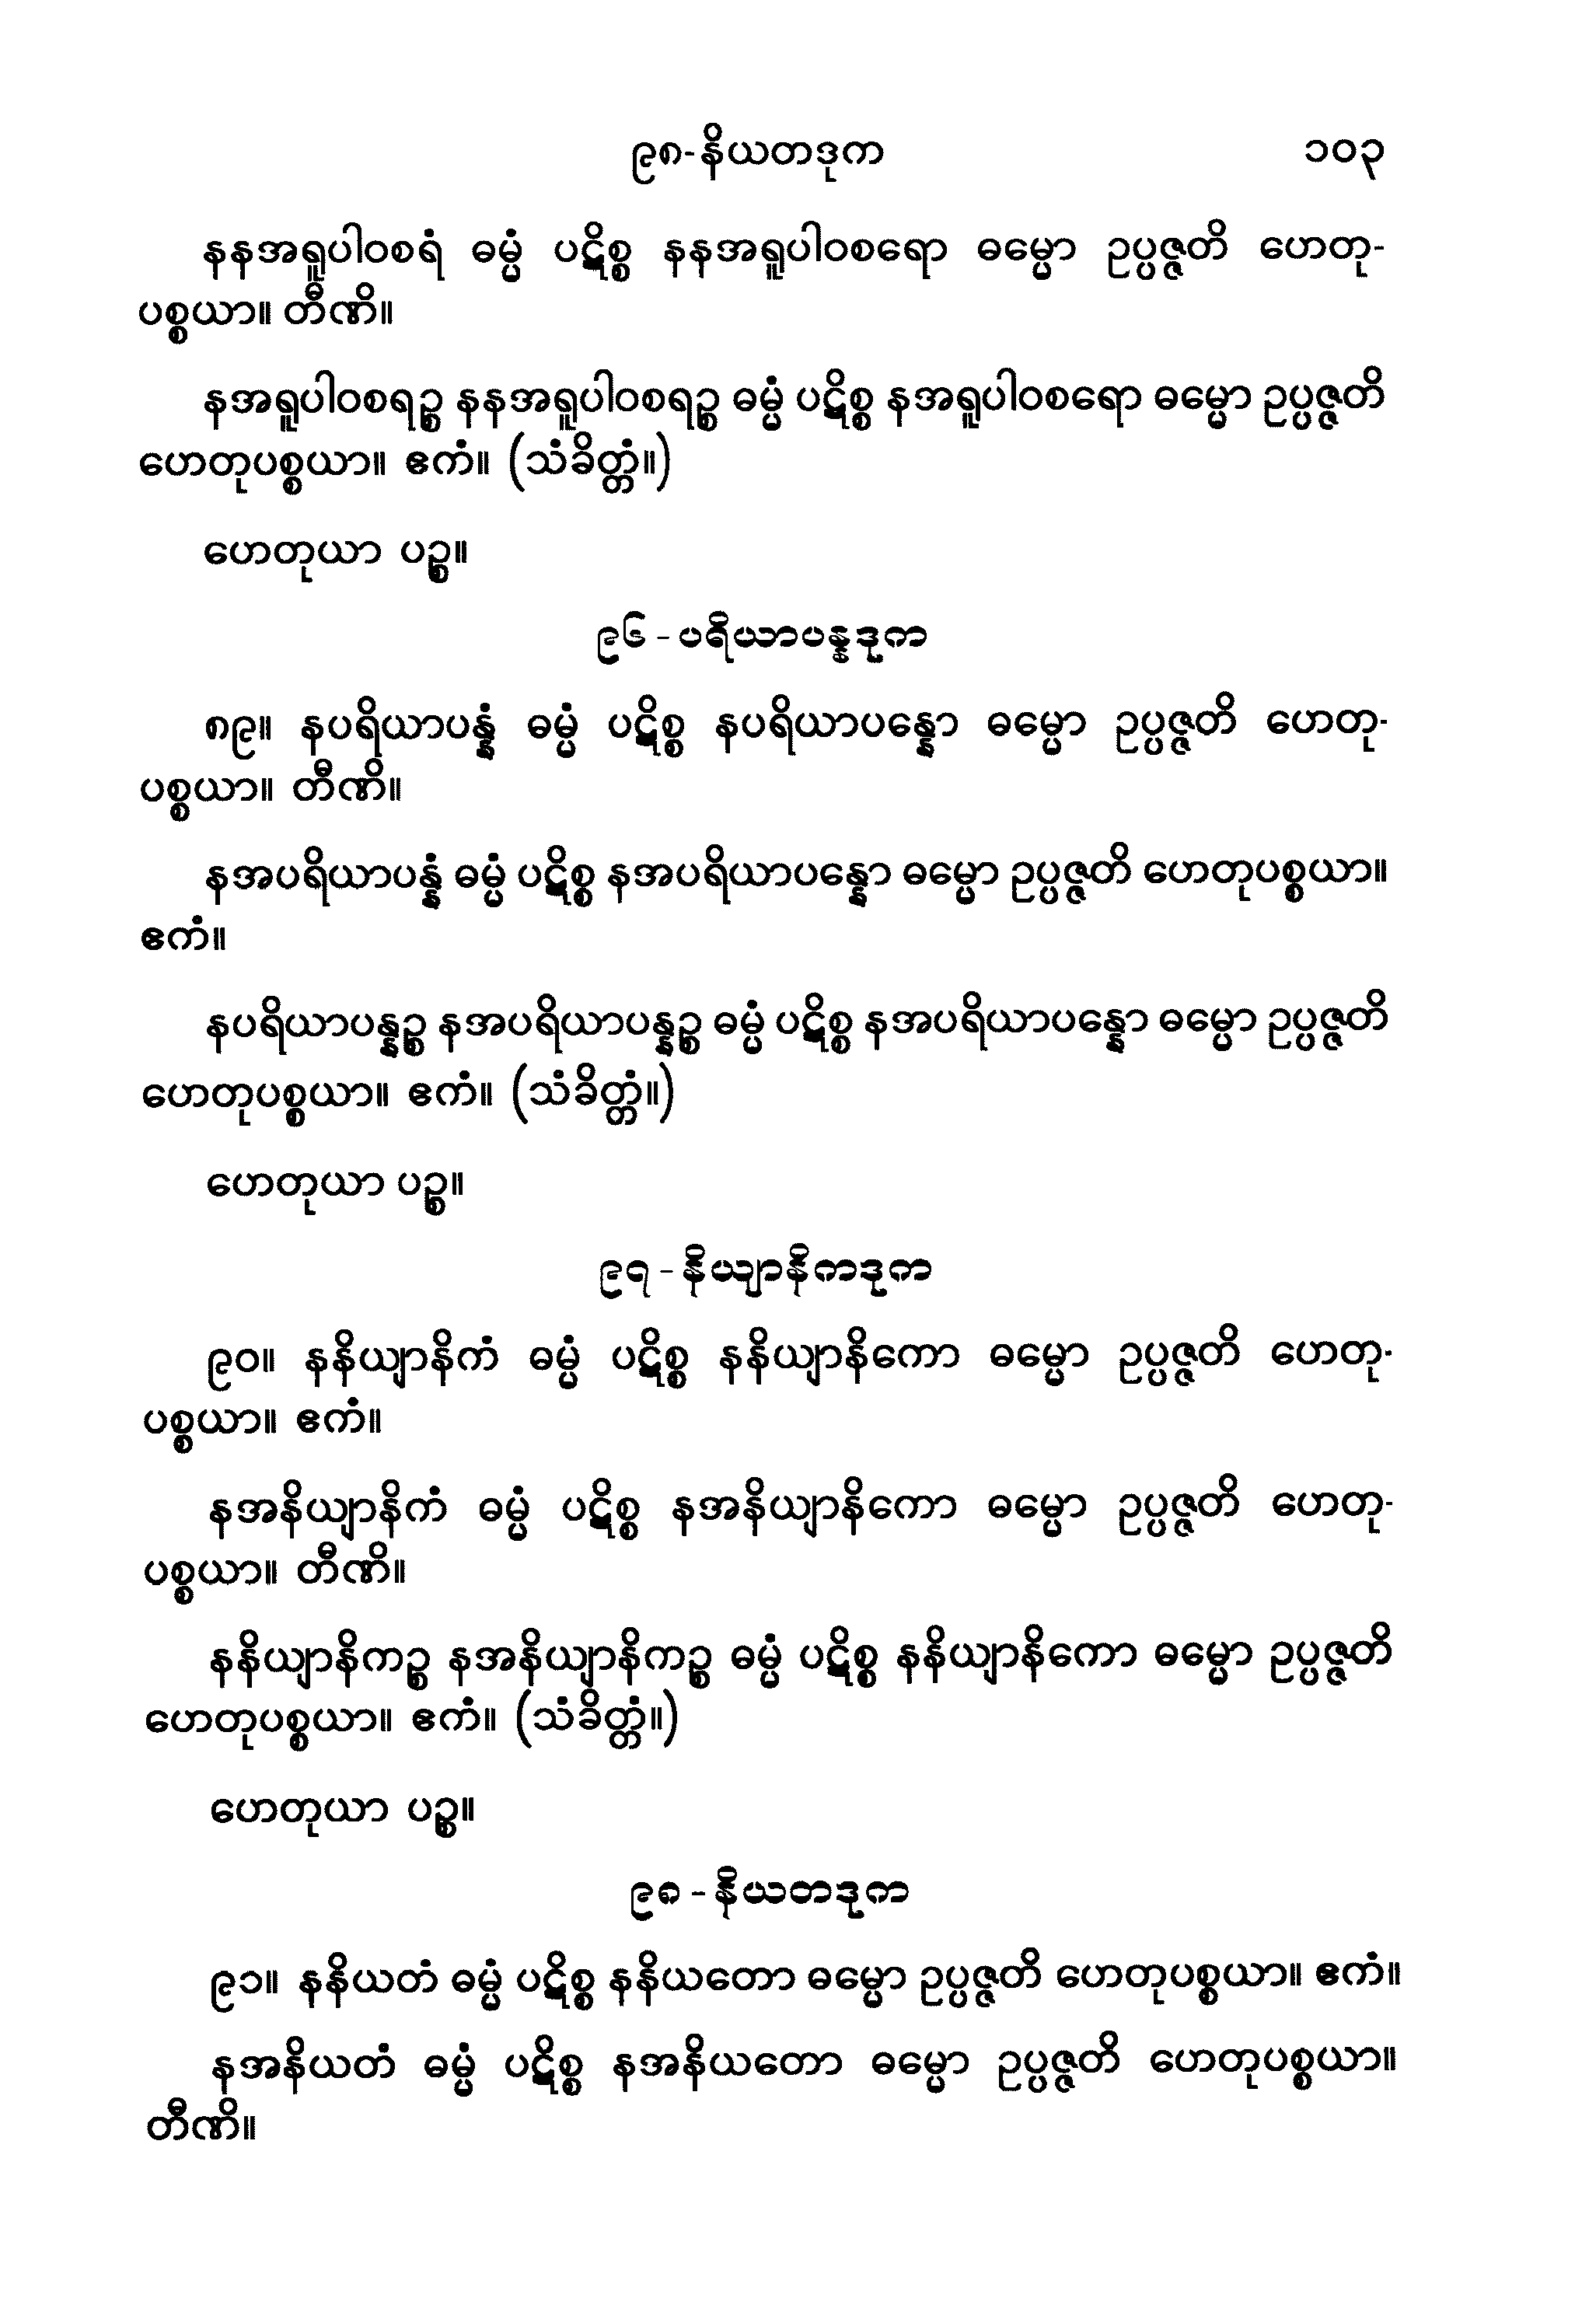 ၉၈-နိယတဒုက ၁၀၃
နနအရူပါဝစရံ ဓမ္မံ ပဋိစ္စ နနအရူပါဝစရော ဓမ္မော ဥပ္ပဇ္ဇတိ ဟေတု-
ပစ္စယာ။ တီဏိ။
နအရူပါဝစရဉ္စ နနအရူပါဝစရဉ္စ ဓမ္မံ ပဋိစ္စ နအရူပါဝစရော ဓမ္မော ဥပ္ပဇ္ဇတိ
ဟေတုပစ္စယာ။ ဧကံ။ (သံခိတ္တံ။)
ဟေတုယာ ပဉ္စ။
၉၆-ပရိယာပန္နဒုက
၈၉။ နပရိယာပန္နံ ဓမ္မံ ပဋိစ္စ နပရိယာပန္နော ဓမ္မော ဥပ္ပဇ္ဇတိ ဟေတု-
ပစ္စယာ။ တီဏိ။
နအပရိယာပန္နံ ဓမ္မံ ပဋိစ္စ နအပရိယာပန္နော ဓမ္မော ဥပ္ပဇ္ဇတိ ဟေတုပစ္စယာ။
ဧကံ။
နပရိယာပန္နဉ္စ နအပရိယာပန္နဉ္စ ဓမ္မံ ပဋိစ္စ နအပရိယာပန္နော ဓမ္မော ဥပ္ပဇ္ဇတိ
ဟေတုပစ္စယာ။ ဧကံ။ (သံခိတ္တံ။)
ဟေတုယာ ပဉ္စ။
၉၇-နိယျာနိကဒုက
၉၀။ နနိယျာနိကံ ဓမ္မံ ပဋိစ္စ နနိယျာနိကော ဓမ္မော ဥပ္ပဇ္ဇတိ ဟေတု-
ပစ္စယာ။ ဧကံ။
နအနိယျာနိကံ ဓမ္မံ ပဋိစ္စ နအနိယျာနိကော ဓမ္မော ဥပ္ပဇ္ဇတိ ဟေတု-
ပစ္စယာ။ တီဏိ။
နနိယျာနိကဉ္စ နအနိယျာနိကဉ္စ ဓမ္မံ ပဋိစ္စ နနိယျာနိကော ဓမ္မော ဥပ္ပဇ္ဇတိ
ဟေတုပစ္စယာ။ ဧကံ။ (သံခိတ္တံ။)
ဟေတုယာ ပဉ္စ။
၉၈-နိယတဒုက
၉၁။ နနိယတံ ဓမ္မံ ပဋိစ္စ နနိယတော ဓမ္မော ဥပ္ပဇ္ဇတိ ဟေတုပစ္စယာ။ ဧကံ။
နအနိယတံ ဓမ္မံ ပဋိစ္စ နအနိယတော ဓမ္မော ဥပ္ပဇ္ဇတိ ဟေတုပစ္စယာ။
တီဏိ။